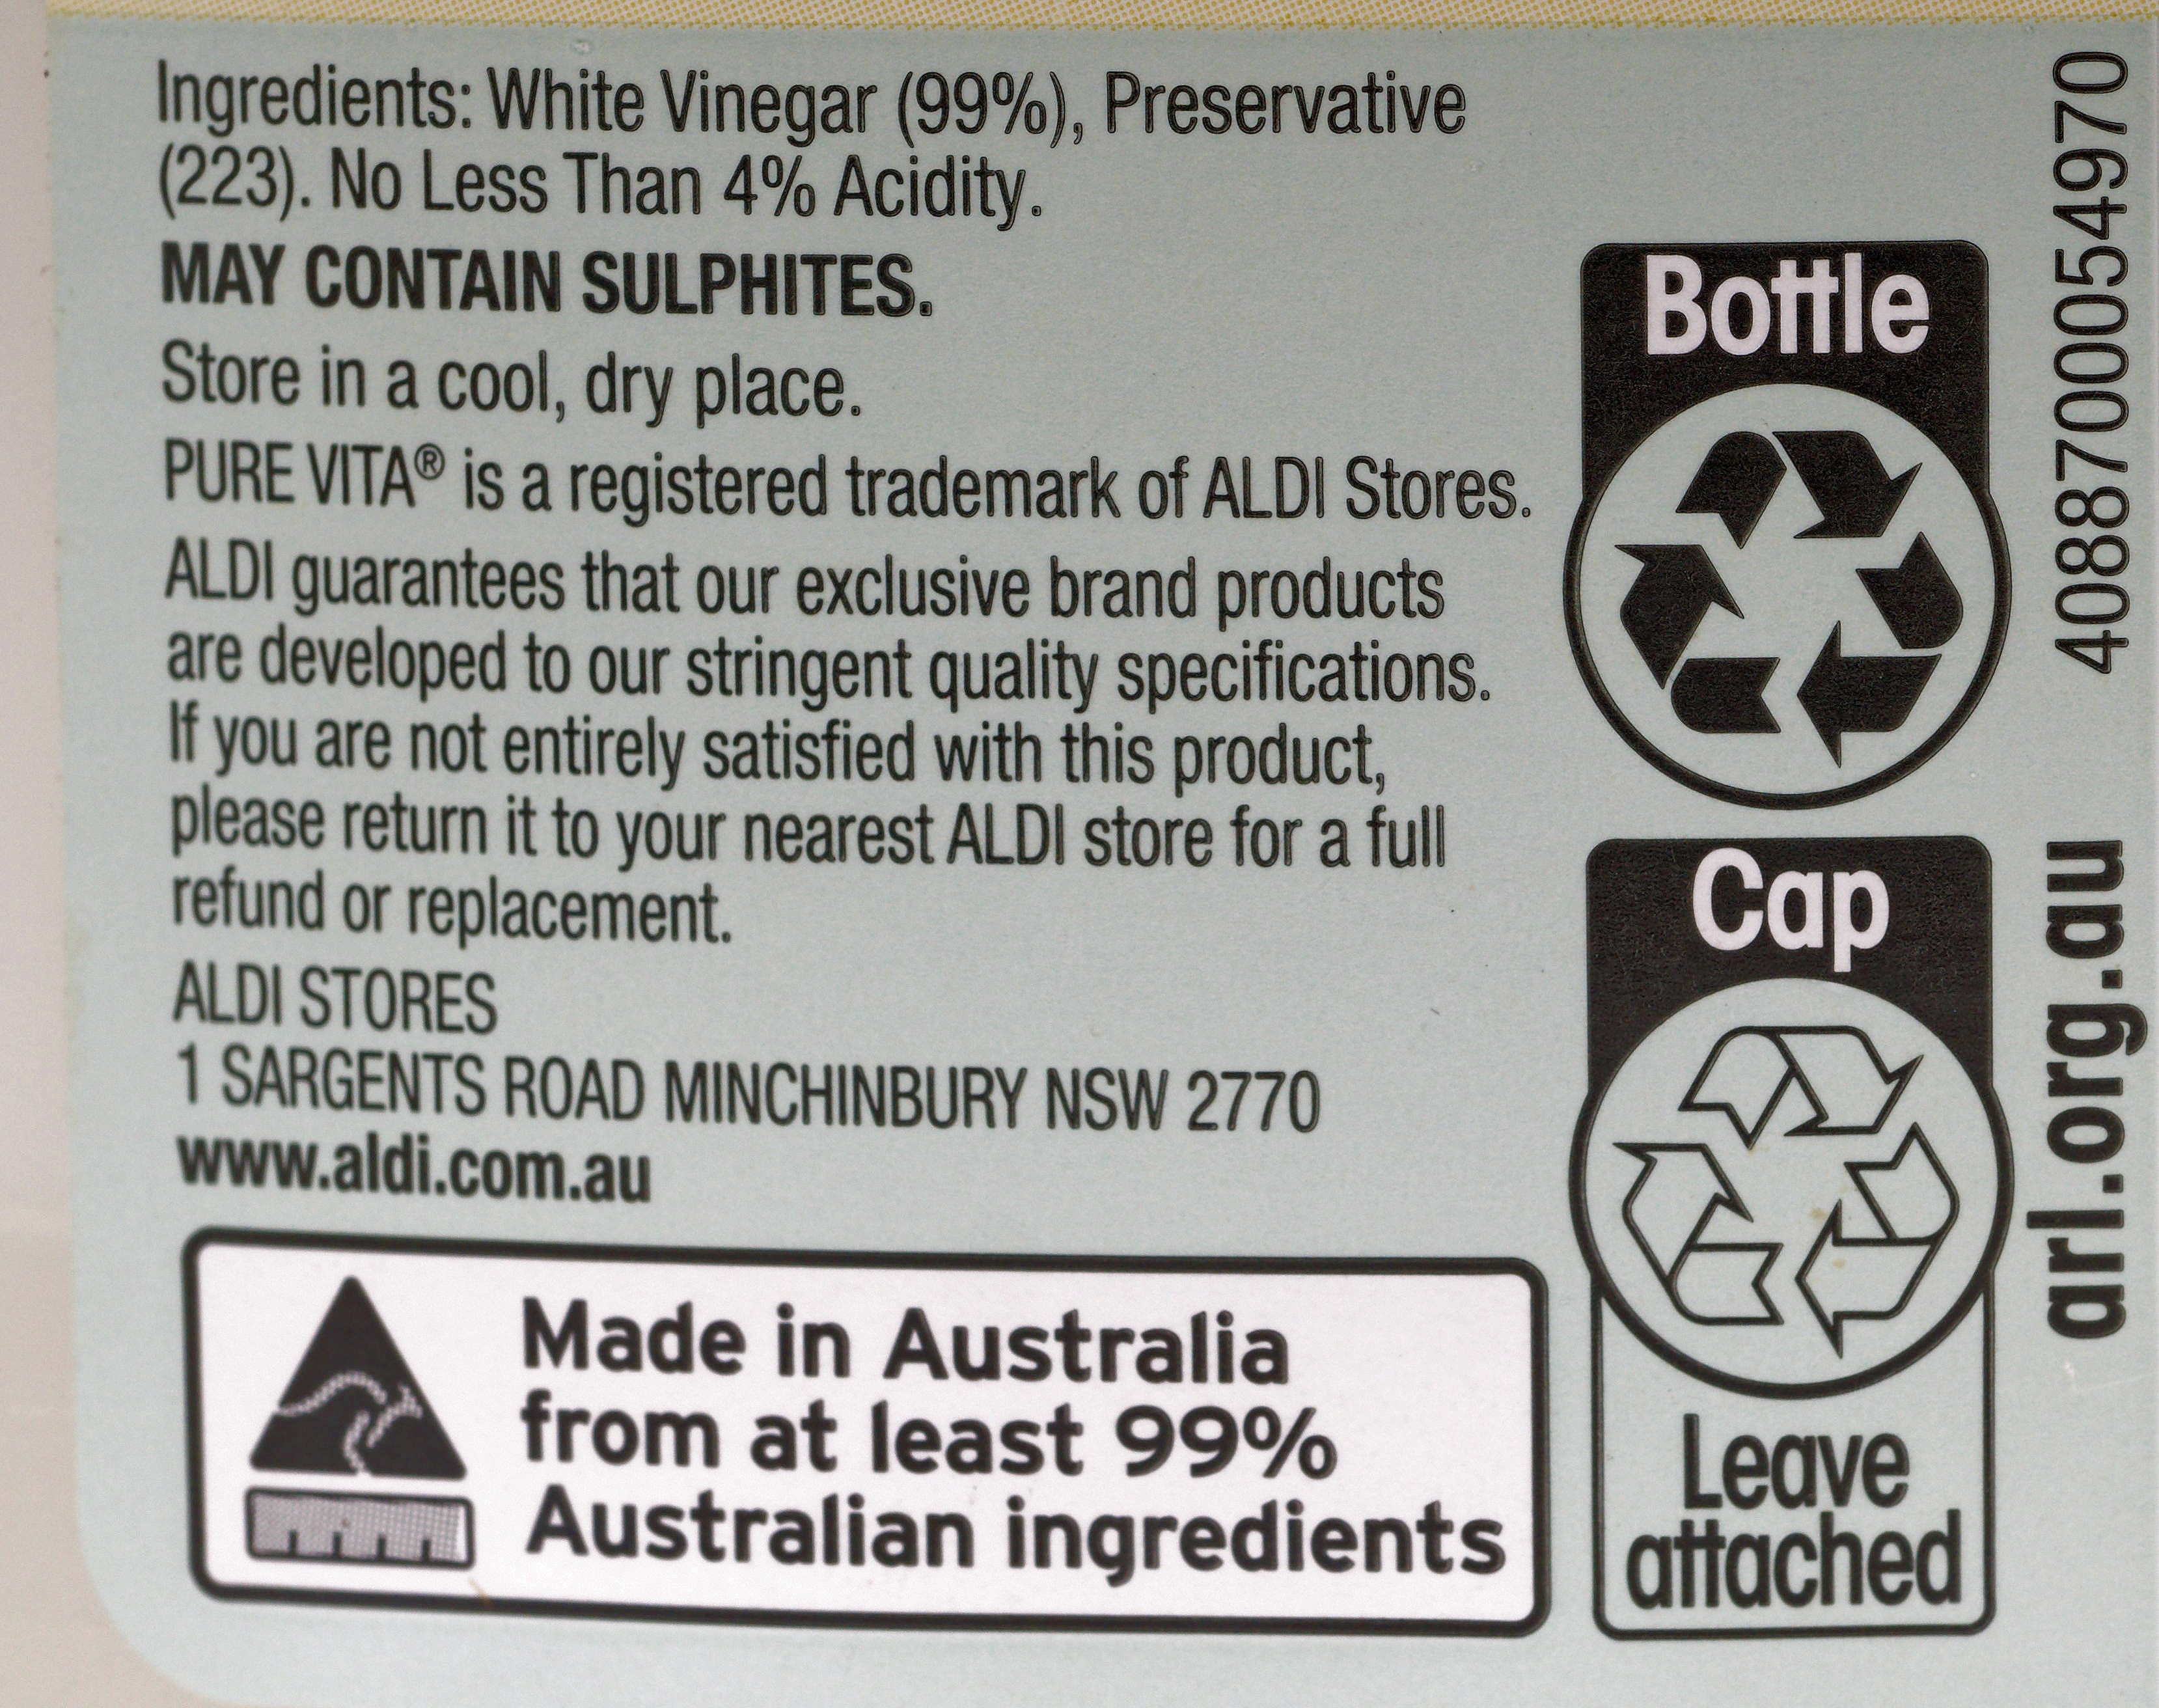 Ingredients: White Vinegar (99%), Preservative
(223). No Less Than 4% Acidity.
MAY CONTAIN SULPHITES.
Store in a cool, dry place.
PURE VITA® is a registered trademark of ALDI Stores.
ALDI guarantees that our exclusive brand products
are developed to our stringent quality specifications.
If you are not entirely satisfied with this product,
please return it to your nearest ALDI store for a full
refund or replacement.
ALDI STORES
1 SARGENTS ROAD MINCHINBURY NSW 2770
www.aldi.com.au
Made in Australia
from at least 99%
Australian ingredients
Bottle
Cap
Leave
attached
arl.org.au
4088700054970